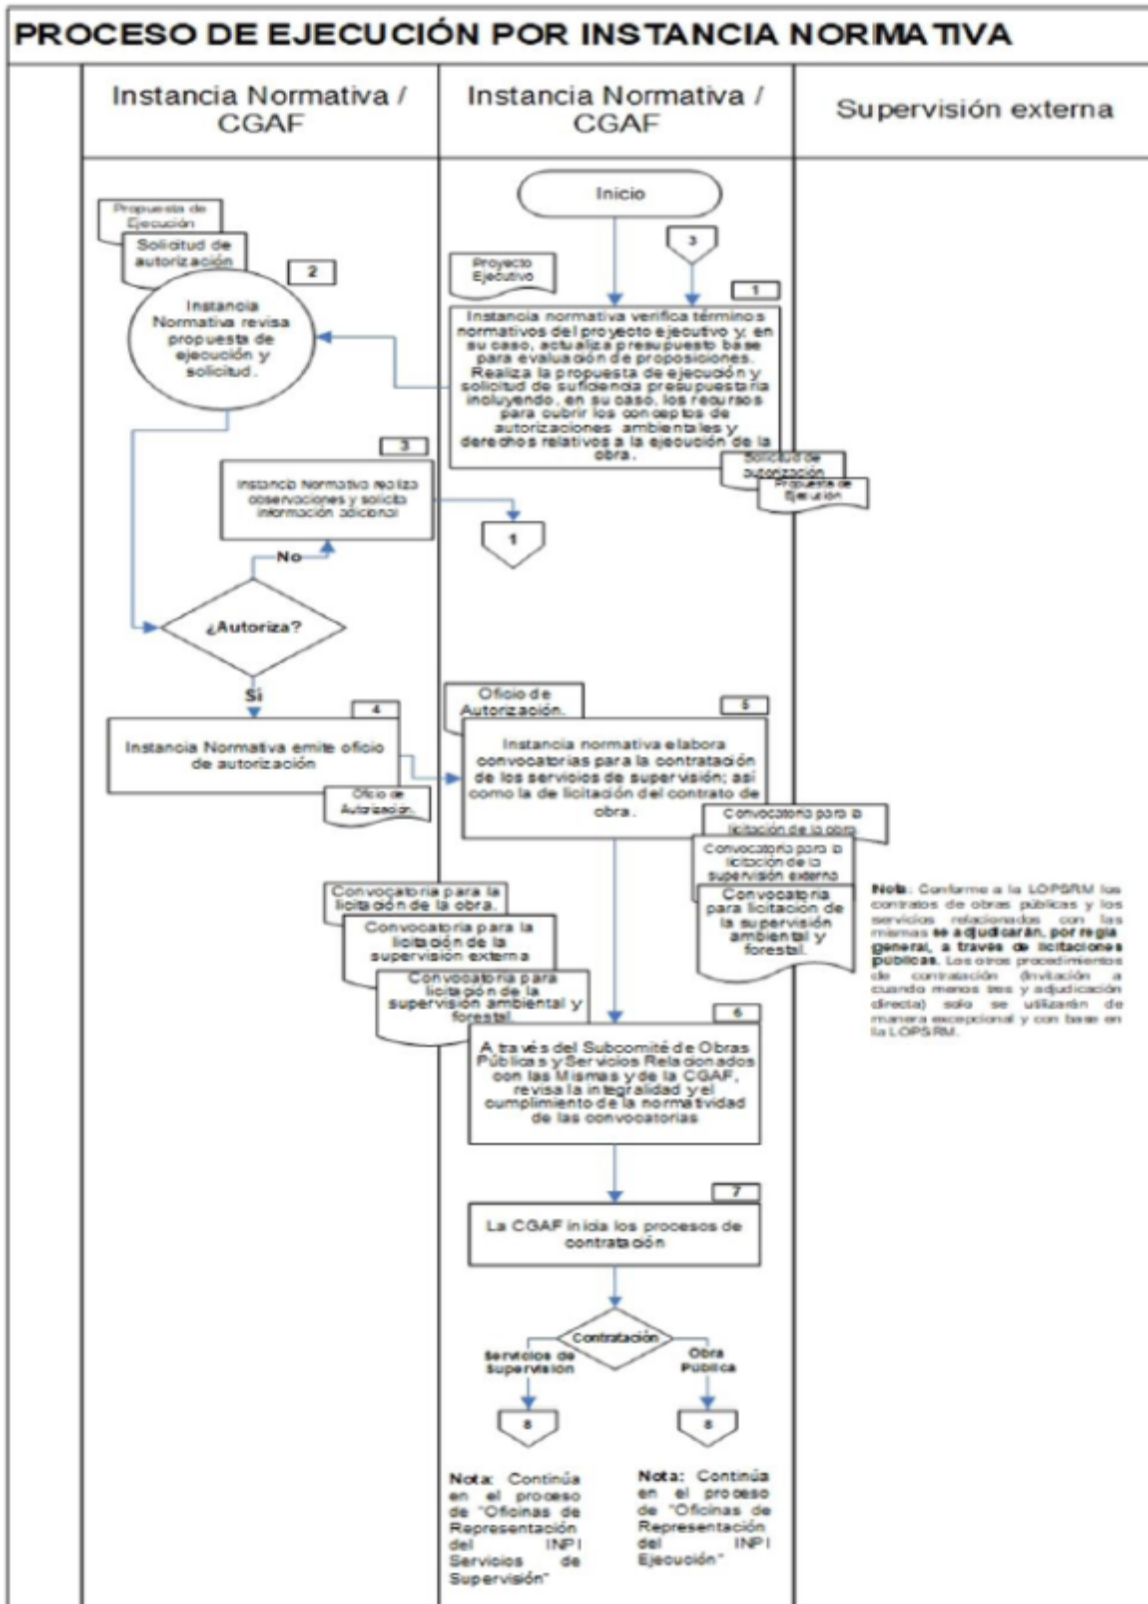 PROCESO DE EJECUCIÓN POR INSTANCIA NORMATIVA
Instancia Normativa /
CGAF
Instancia Normativa /
CGAF
Supervisión externa
Inicio
3
Proyecto
Ejecutivo
1
Instancia normativa verifica términos
normativos del proyecto ejecutivo y, en
su caso, actualiza presupuesto base
para evaluación de proposiciones.
Realiza la propuesta de ejecución y
solicitud de suficiencia presupuestaria
incluyendo, en su caso, los recursos
para cubrir los conceptos de
autorizaciones ambientales y
derechos relativos a la ejecución de la
obra.
Solicitud de
autorización
Propuesta de
Ejecución
Propuesta de
Ejecución
Solicitud de
autorización
2
Instancia
Normativa revisa
propuesta de
ejecución y
solicitud.
3
Instancia Normativa realiza
observaciones y solicita
información adicional
1
No
¿Autoriza?
Si
4
Instancia Normativa emite oficio
de autorización
Oficio de
Autorización.
Oficio de
Autorización.
5
Instancia normativa elabora
convocatorias para la contratación
de los servicios de supervisión; así
como la de licitación del contrato de
obra.
Convocatoria para la
licitación de la obra
Convocatoria para la
licitación de la
supervisión externa
Convocatoria
para licitación de
la supervisión
ambiental y
forestal.
Nota: Conforme a la LOPSRM los
contratos de obras públicas y los
servicios relacionados con las
mismas se adjudicarán, por regla
general, a través de licitaciones
públicas. Los otros procedimientos
de contratación (Invitación a
cuando menos tres y adjudicación
directa) solo se utilizarán de
manera excepcional y con base en
la LOPSRM.
Convocatoria para la
licitación de la obra.
Convocatoria para la
licitación de la
supervisión externa
Convocatoria para
licitación de la
supervisión ambiental y
forestal.
6
A través del Subcomité de Obras
Públicas y Servicios Relacionados
con las Mismas y de la CGAF,
revisa la integralidad y el
cumplimiento de la normatividad
de las convocatorias
7
La CGAF inicia los procesos de
contratación
Contratación
Servicios de
Supervisión
Obra
Pública
8
8
Nota: Continúa
en el proceso
de "Oficinas de
Representación
del INPI
Servicios de
Supervisión"
Nota: Continúa
en el proceso
de "Oficinas de
Representación
del INPI
Ejecución"